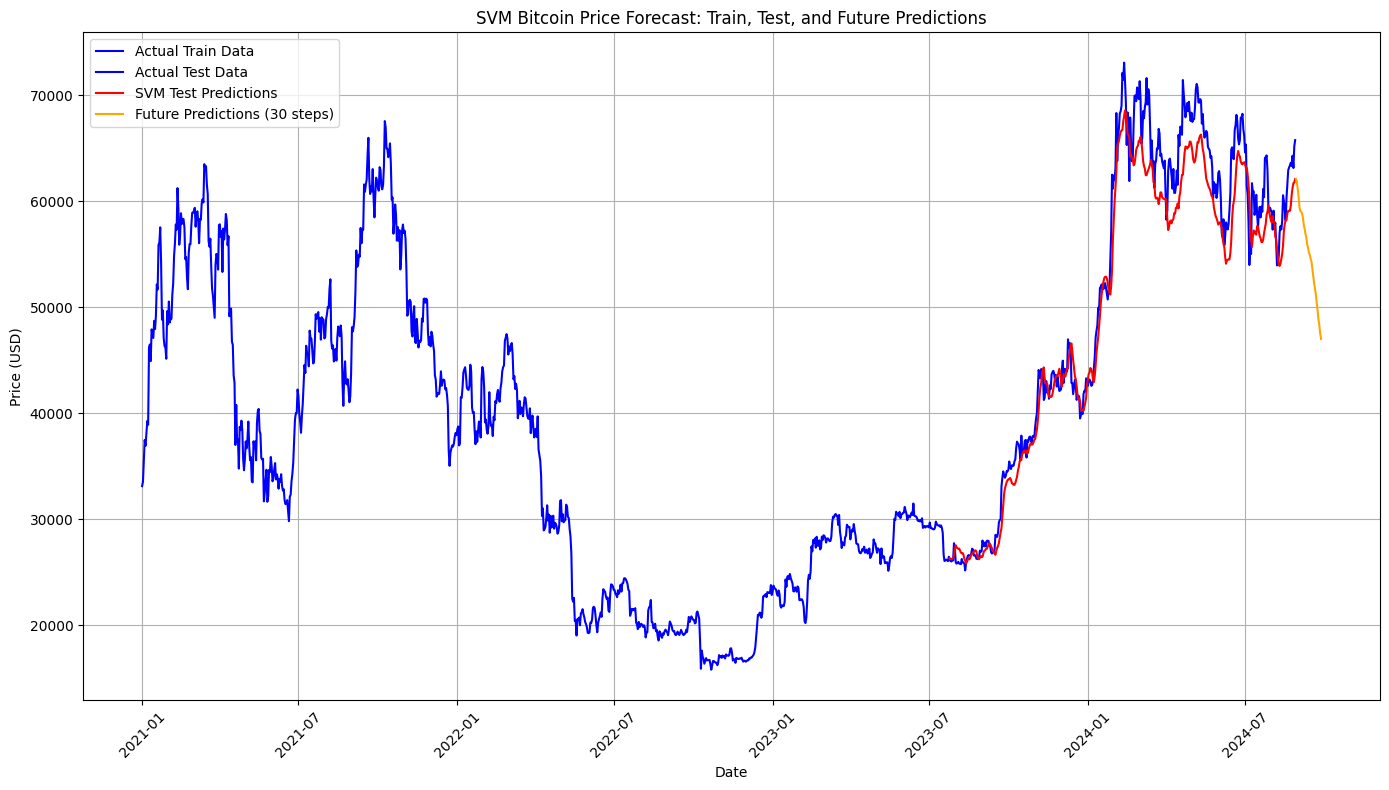 SVM Bitcoin Price Forecast: Train, Test, and Future Predictions
Actual Train Data
Actual Test Data
SVM Test Predictions
Future Predictions (30 steps)
Price (USD)
70000
60000
50000
40000
30000
20000
2021-01
2021-07
2022-01
2022-07
2023-01
2023-07
2024-01
2024-07
Date